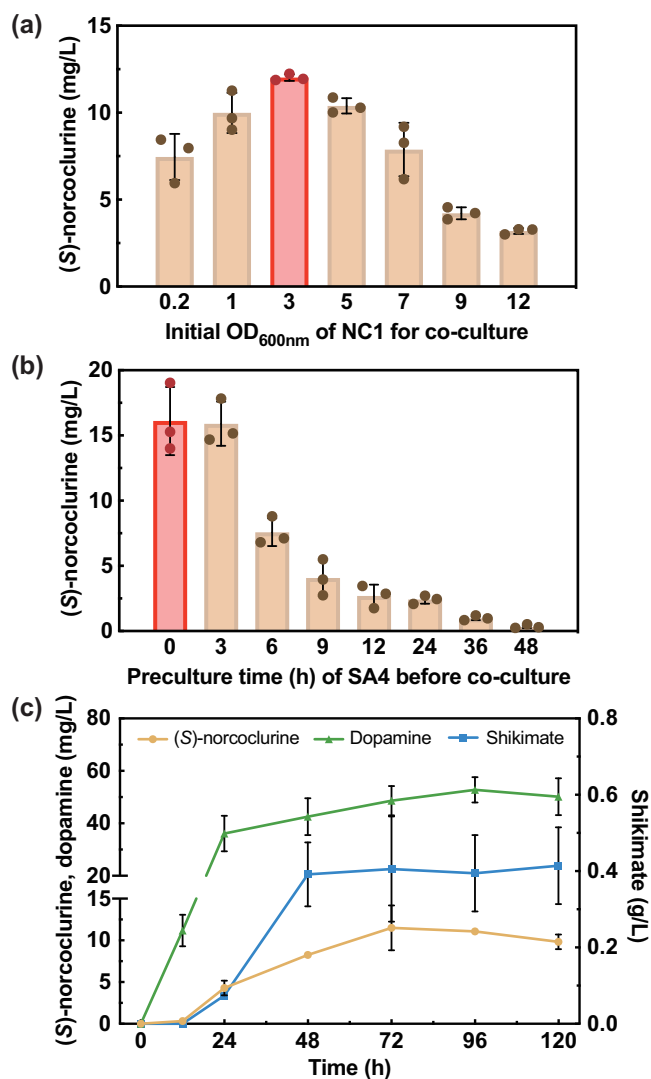 (a)
(S)-norcoclurine (mg/L)
15
10
5
0
0.2 1 3 5 7 9 12
Initial OD600nm of NC1 for co-culture
(b)
(S)-norcoclurine (mg/L)
20
15
10
5
0
0 3 6 9 12 24 36 48
Preculture time (h) of SA4 before co-culture
(c)
(S)-norcoclurine, dopamine (mg/L)
80
60
40
20
15
10
5
0
(S)-norcoclurine Dopamine Shikimate
0.8
0.6
0.4
0.2
0.0
Shikimate (g/L)
0 24 48 72 96 120
Time (h)